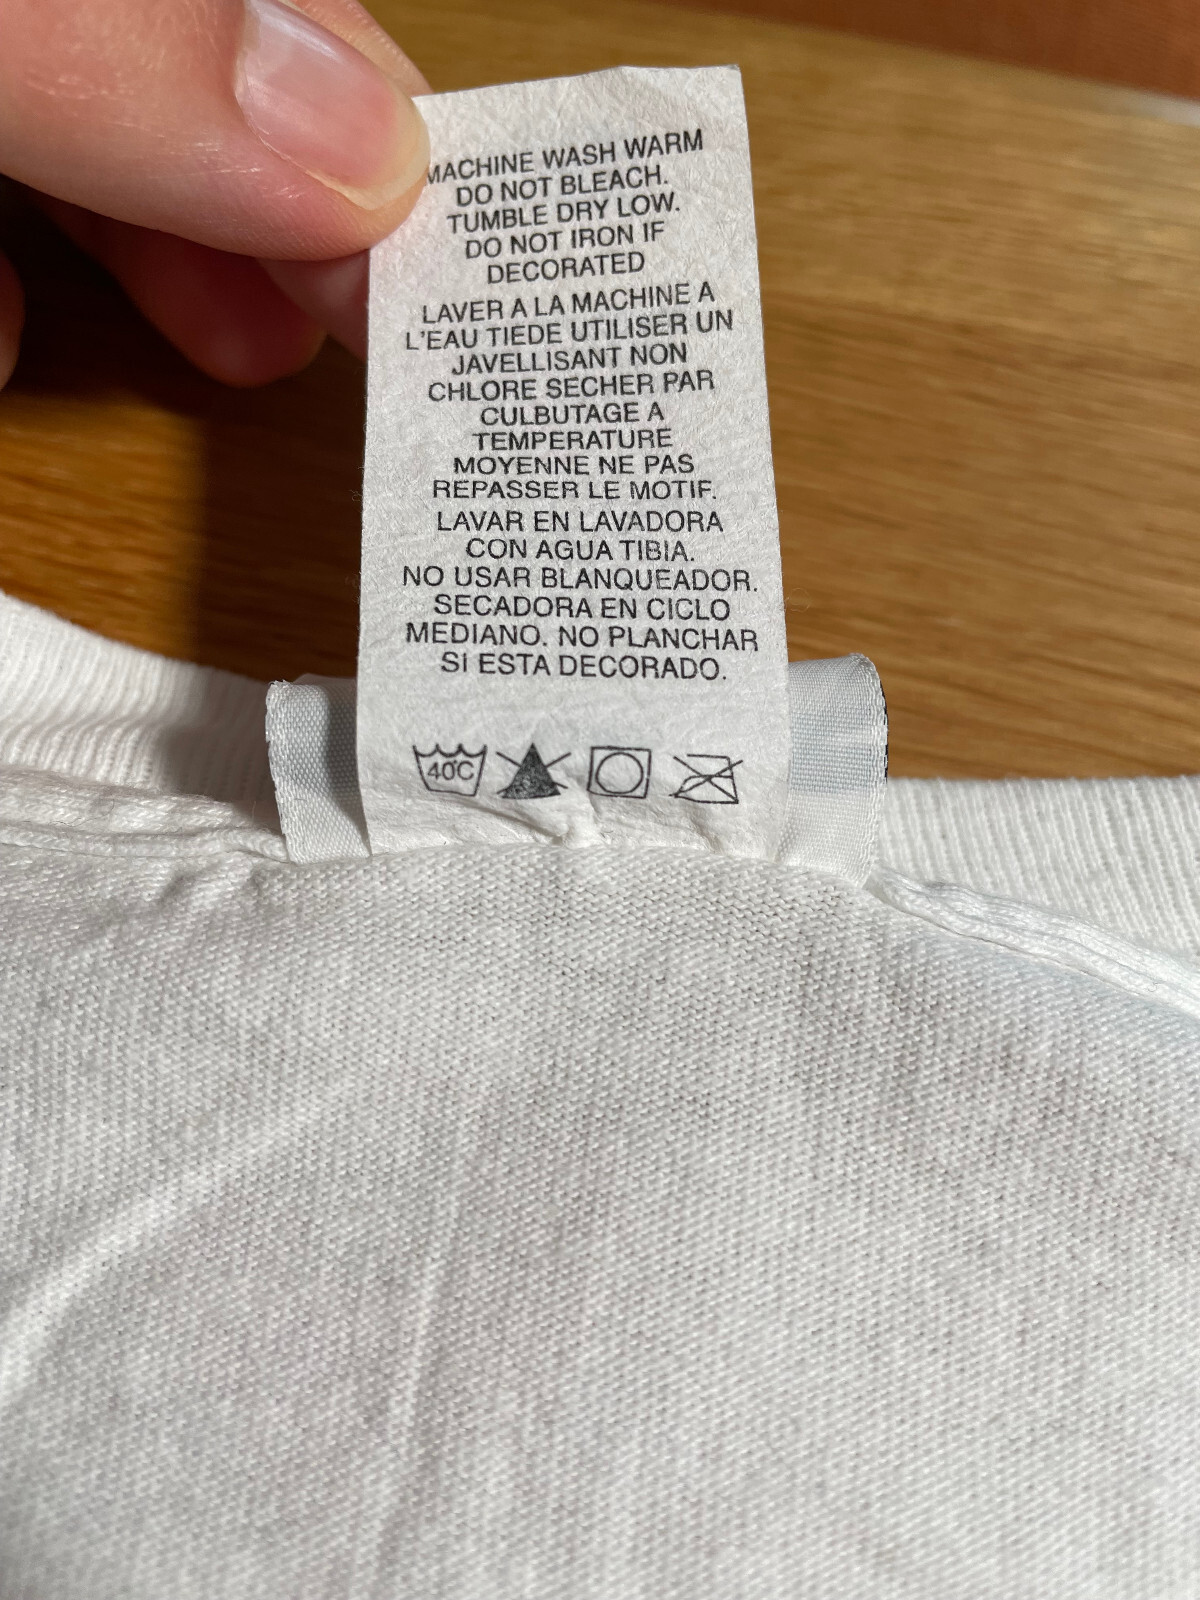 MACHINE WASH WARM
DO NOT BLEACH.
TUMBLE DRY LOW.
DO NOT IRON IF
DECORATED
LAVER A LA MACHINE A
L'EAU TIEDE UTILISER UN
JAVELLISANT NON
CHLORE SECHER PAR
CULBUTAGE A
TEMPERATURE
MOYENNE NE PAS
REPASSER LE MOTIF.
LAVAR EN LAVADORA
CON AGUA TIBIA.
NO USAR BLANQUEADOR.
SECADORA EN CICLO
MEDIANO. NO PLANCHAR
SI ESTA DECORADO.
40°C